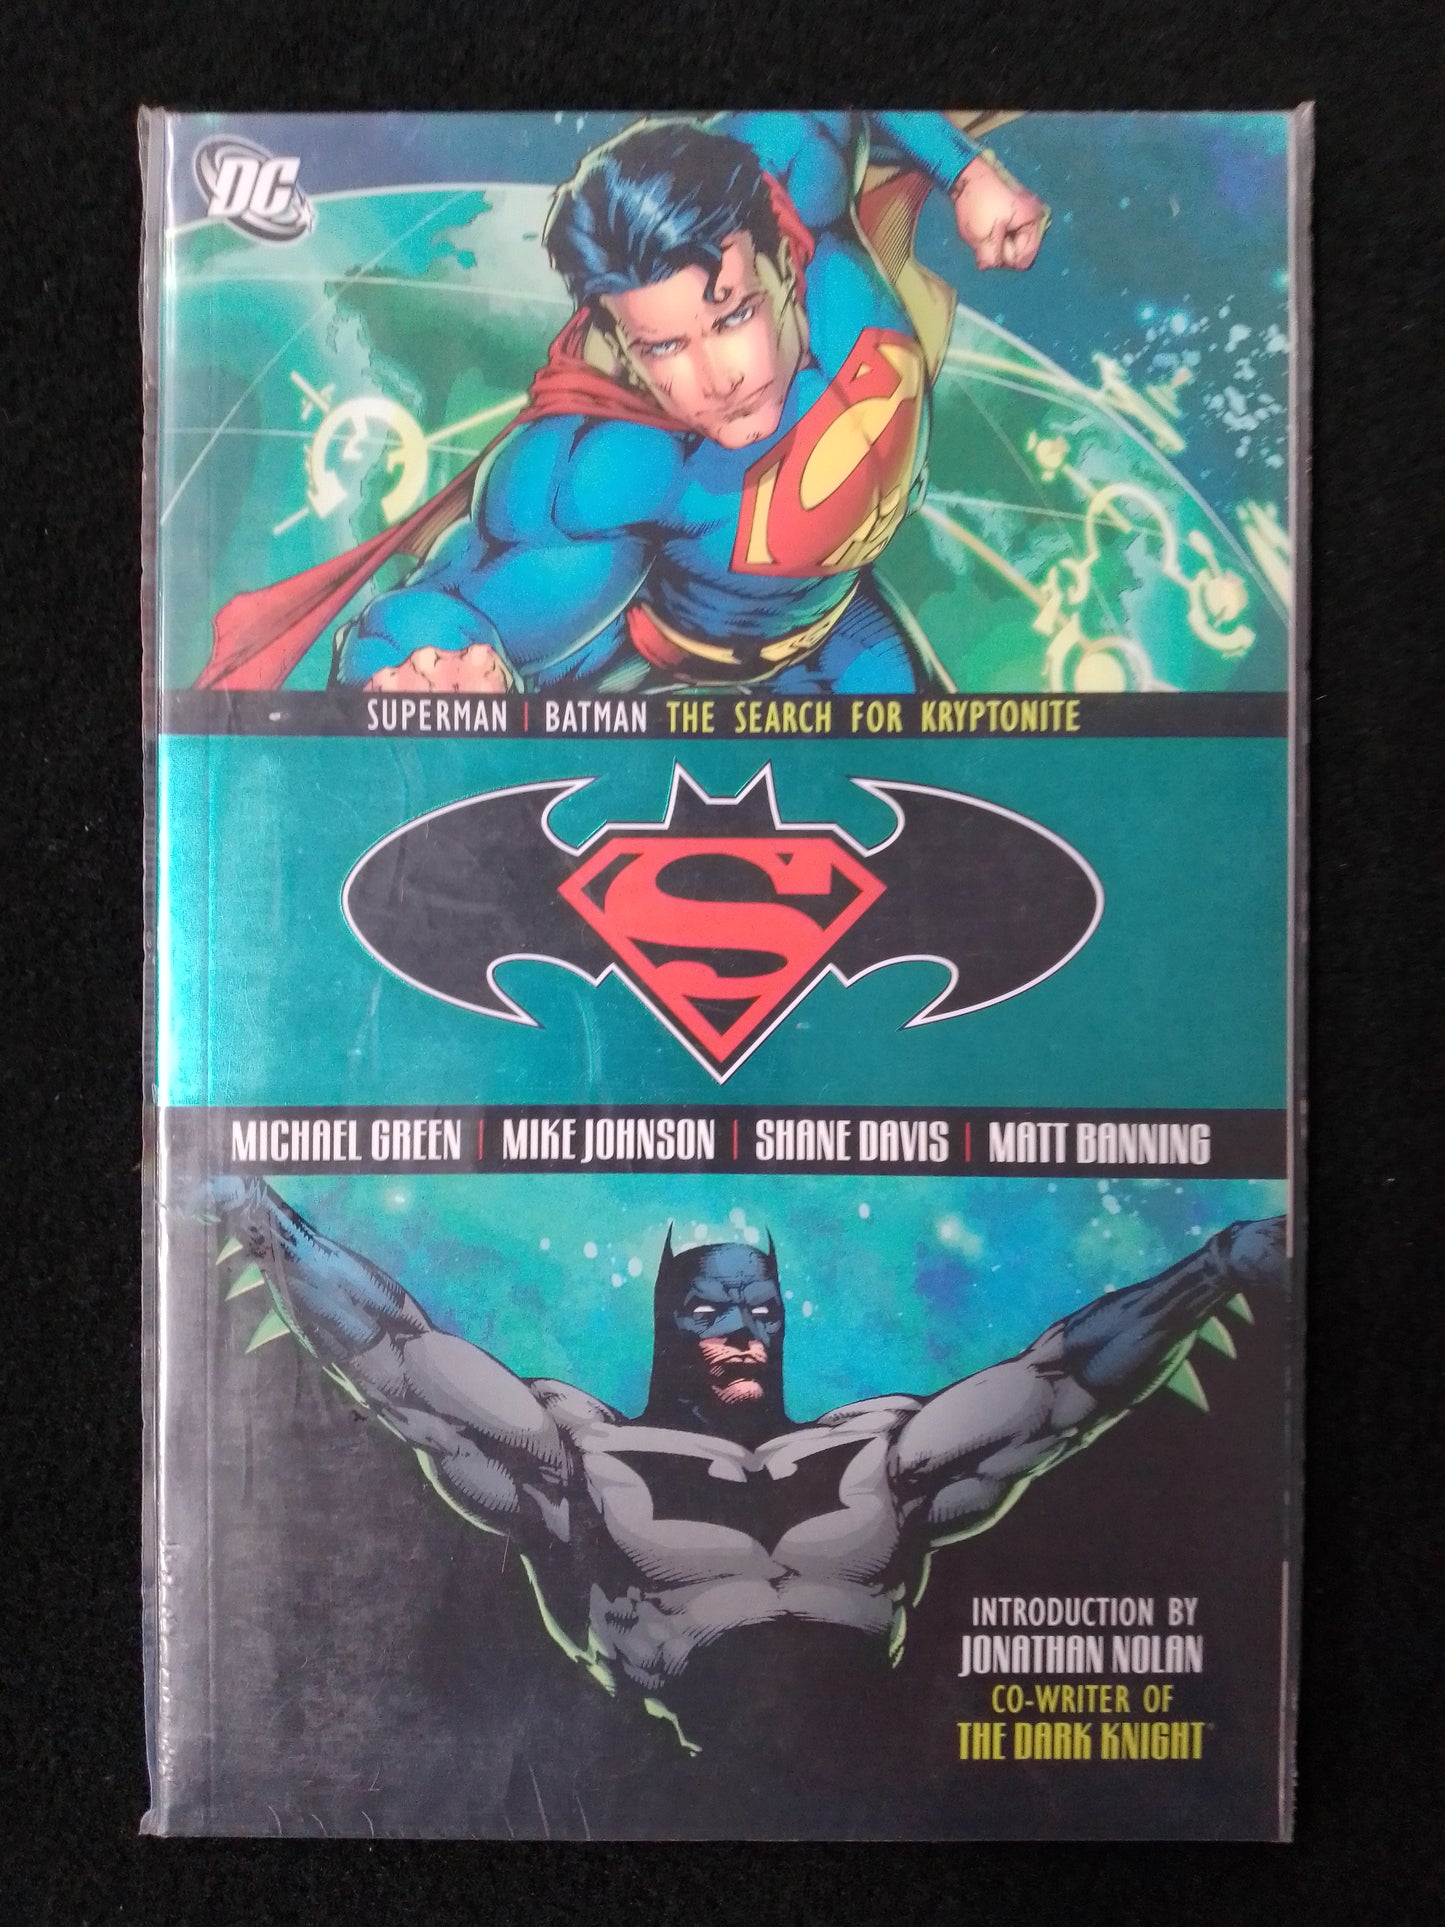 DC
SUPERMAN | BATMAN THE SEARCH FOR KRYPTONITE
S
MICHAEL GREEN | MIKE JOHNSON | SHANE DAVIS | MATT BANNING
INTRODUCTION BY
JONATHAN NOLAN
CO-WRITER OF
THE DARK KNIGHT